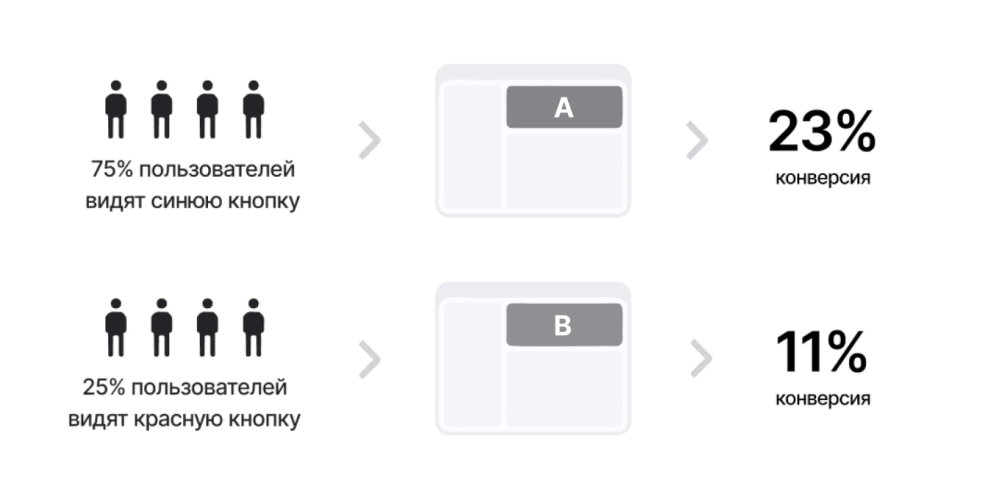 75% пользователей
видят синюю кнопку
A
23%
конверсия
25% пользователей
видят красную кнопку
B
11%
конверсия